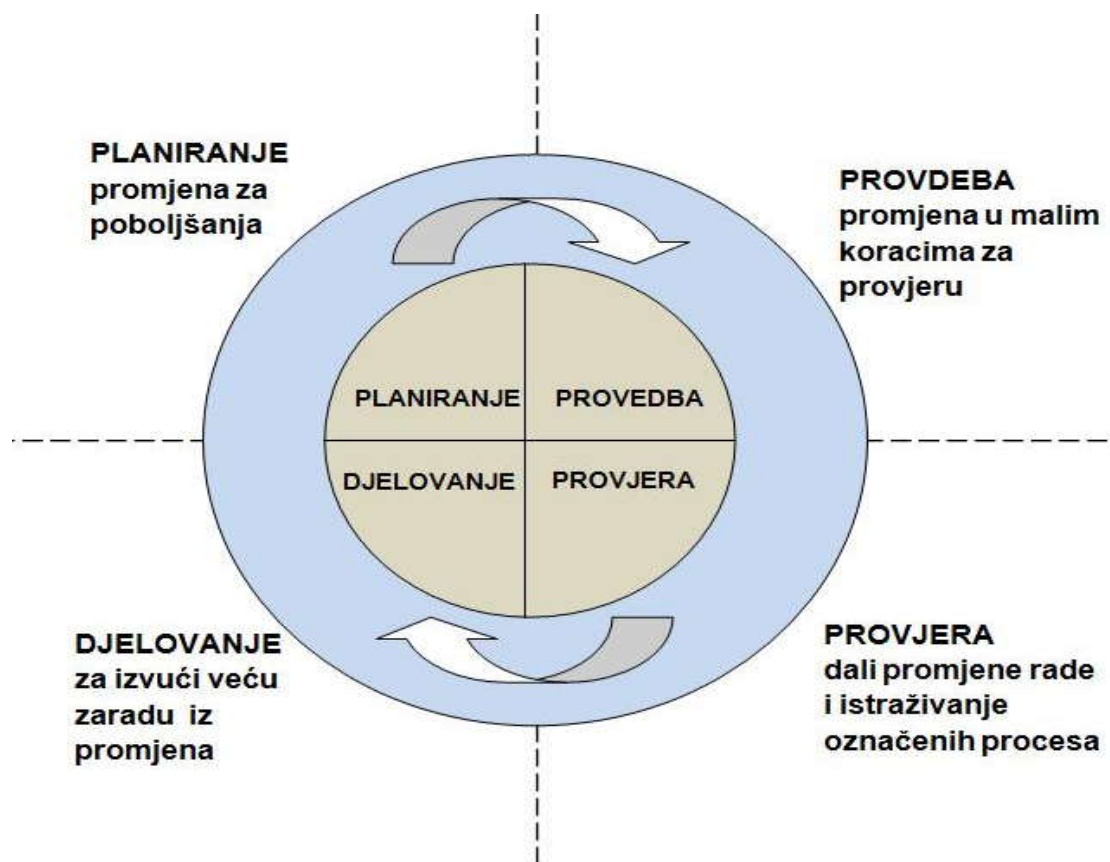 PLANIRANJE
promjena za
poboljšanja
PROVDEBA
promjena u malim
koracima za
provjeru
PLANIRANJE
PROVEDBA
DJELOVANJE
PROVJERA
DJELOVANJE
za izvući veću
zaradu iz
promjena
PROVJERA
dali promjene rade
i istraživanje
označenih procesa